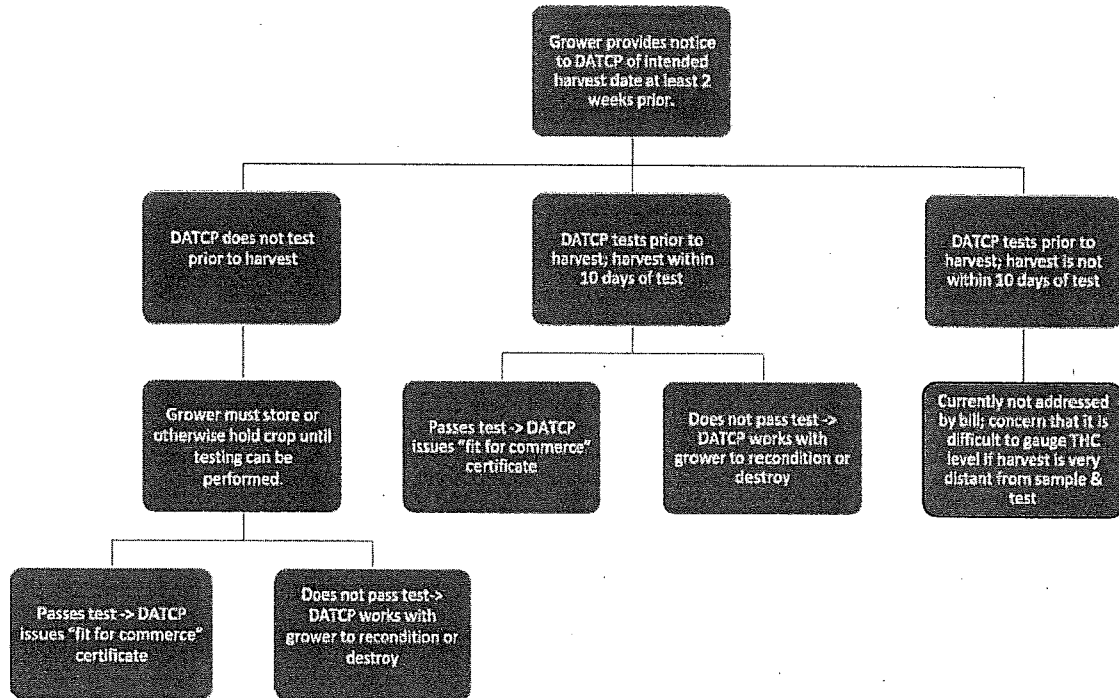 Grower provides notice
to DATCP of intended
harvest date at least 2
weeks prior.
DATCP does not test
prior to harvest
DATCP tests prior to
harvest; harvest within
10 days of test
DATCP tests prior to
harvest; harvest is not
within 10 days of test
Grower must store or
otherwise hold crop until
testing can be
performed.
Passes test -> DATCP
issues “fit for commerce”
certificate
Does not pass test ->
DATCP works with
grower to recondition or
destroy
Currently not addressed
by bill; concern that it is
difficult to gauge THC
level if harvest is very
distant from sample &
test
Passes test -> DATCP
issues “fit for commerce”
certificate
Does not pass test->
DATCP works with
grower to recondition or
destroy